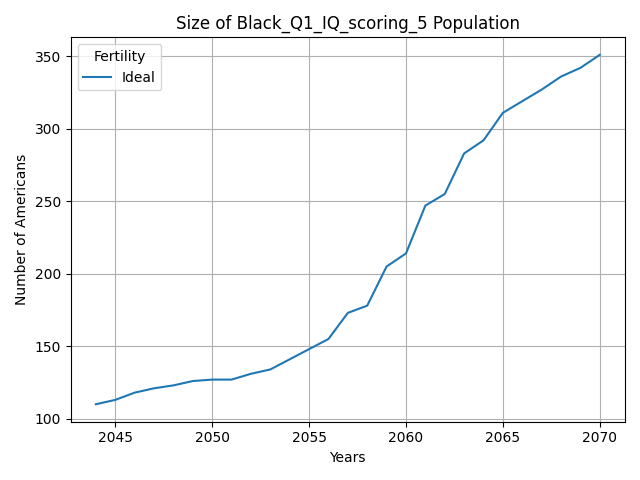 Size of Black_Q1_IQ_scoring_5 Population
Fertility
Ideal
350
300
250
200
150
100
Number of Americans
2045 2050 2055 2060 2065 2070
Years